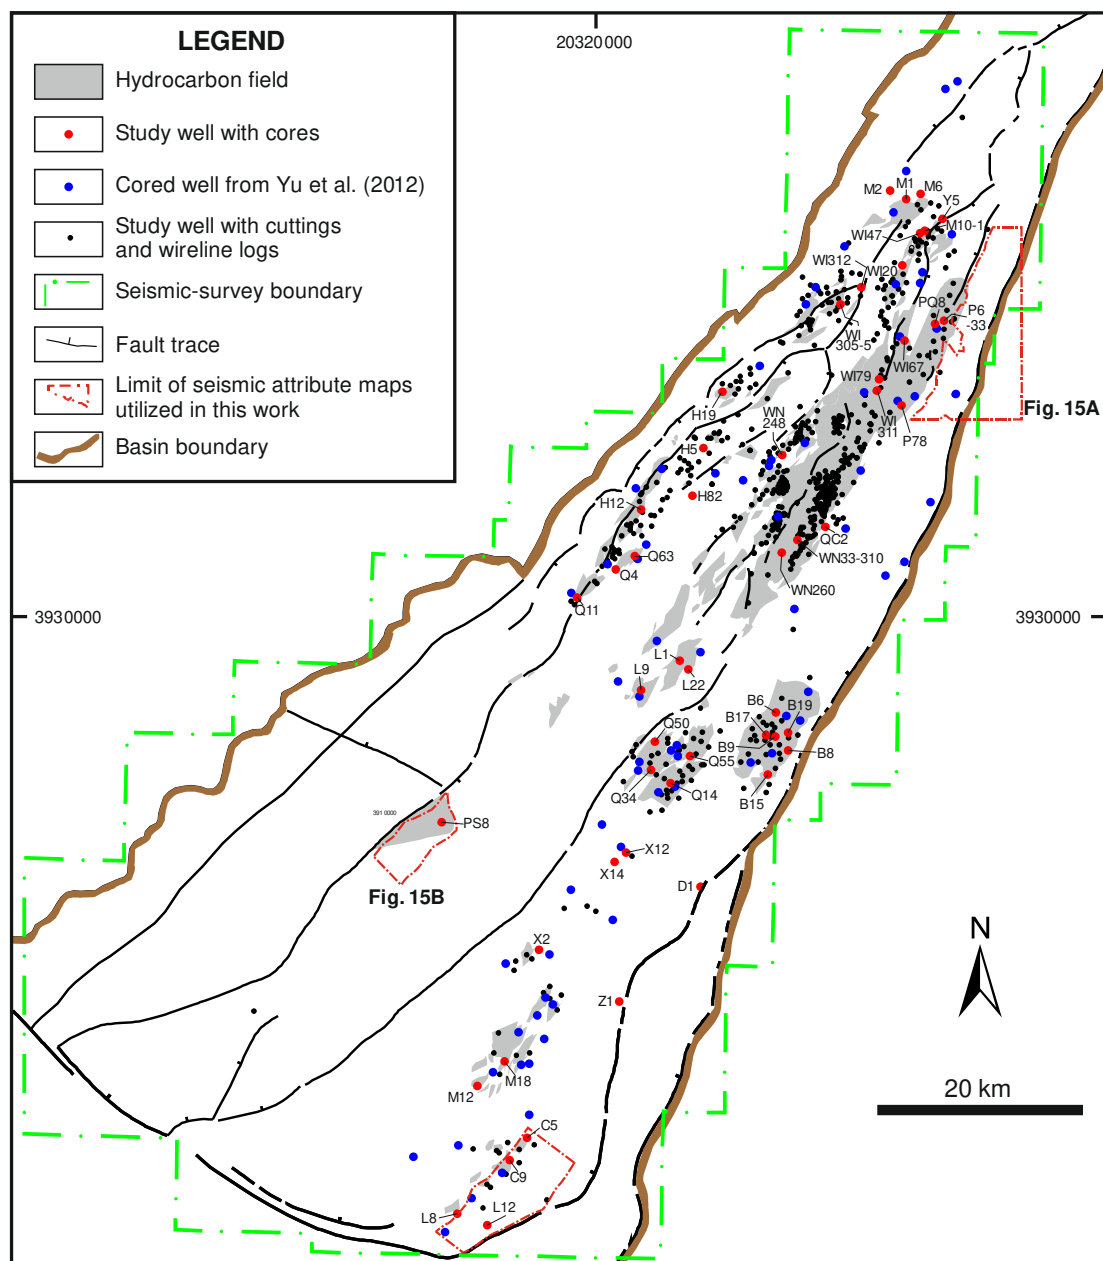 LEGEND
Hydrocarbon field
Study well with cores
Cored well from Yu et al. (2012)
Study well with cuttings
and wireline logs
Seismic-survey boundary
Fault trace
Limit of seismic attribute maps
utilized in this work
Basin boundary
20320000
M2
M1
M6
Y5
WI47
M10-1
WI312
WI20
PQ8
P6
-33
WI
305-5
WI67
WI79
H19
WN
248
WI
311
P78
Fig. 15A
H5
H82
H12
QC2
Q63
WN33-310
Q4
WN260
Q11
3930000
3930000
L1
L9
L22
B6
B17
B19
Q50
B9
B8
Q55
Q34
Q14
B15
391 0000
PS8
X12
X14
Fig. 15B
D1
X2
N
Z1
M18
M12
20 km
C5
C9
L8
L12